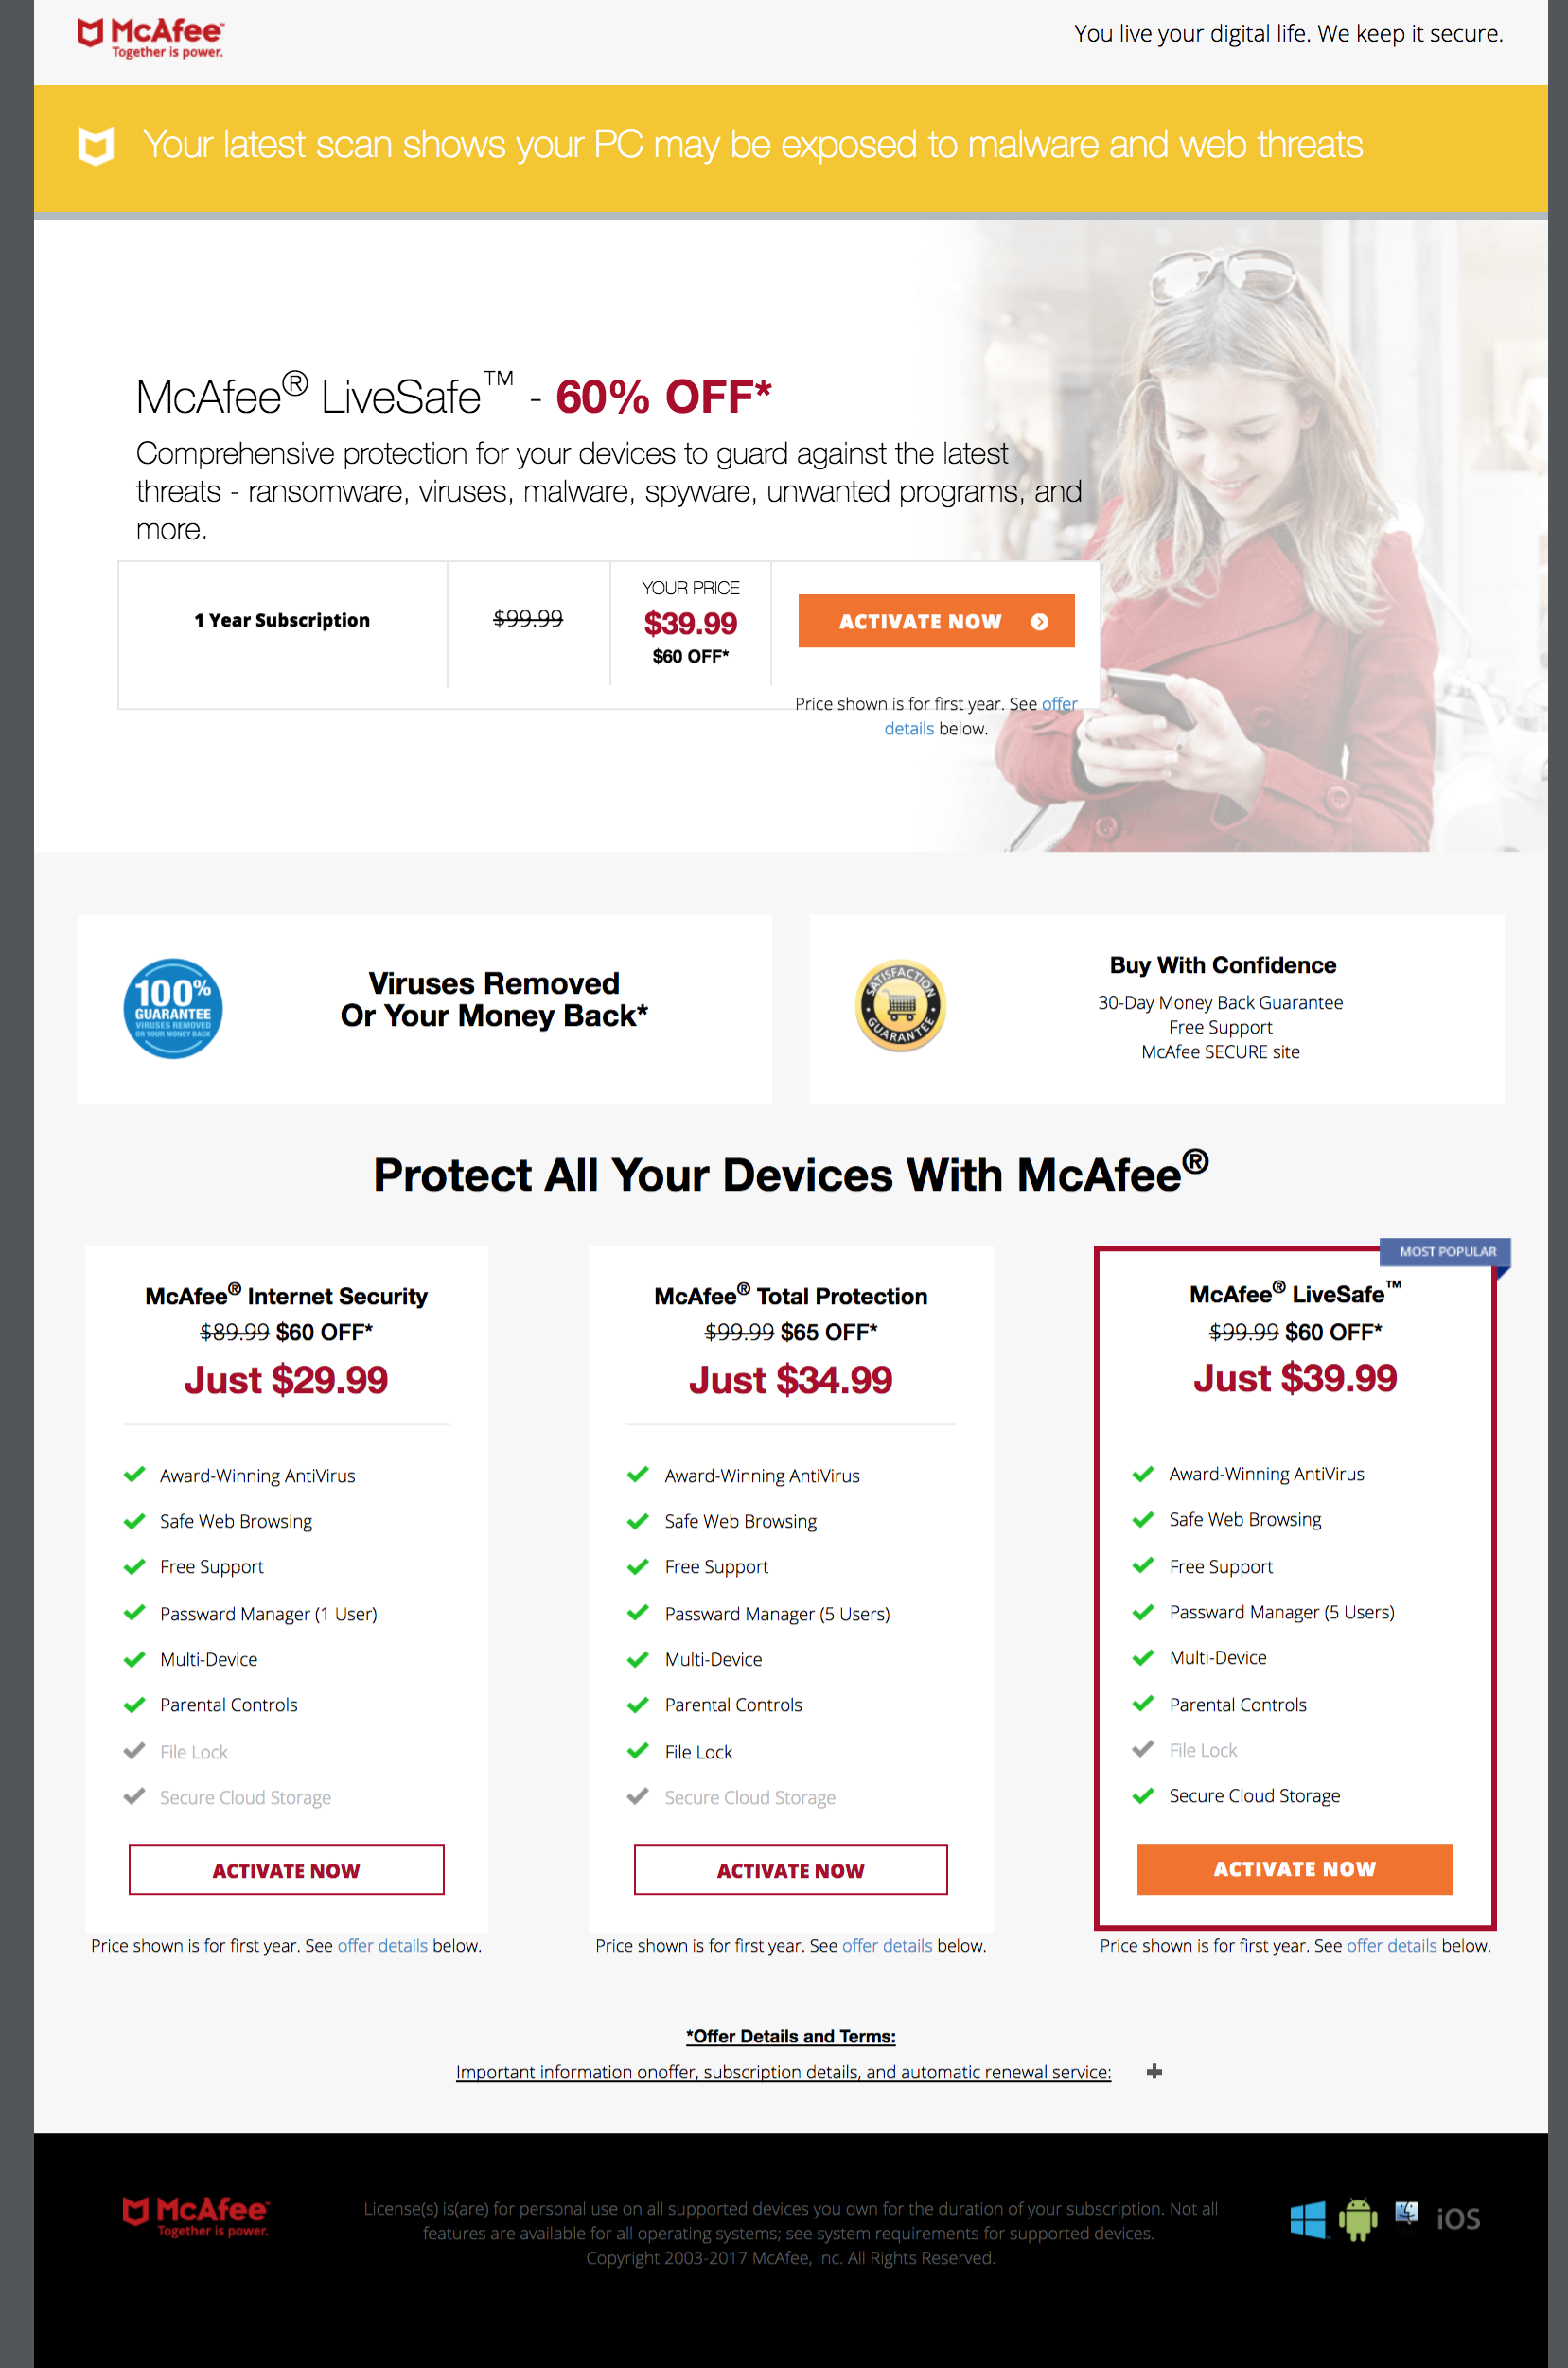 McAfee™
Together is power.
You live your digital life. We keep it secure.
Your latest scan shows your PC may be exposed to malware and web threats
McAfee® LiveSafe™ - 60% OFF*
Comprehensive protection for your devices to guard against the latest
threats - ransomware, viruses, malware, spyware, unwanted programs, and
more.
1 Year Subscription
$99.99
YOUR PRICE
$39.99
$60 OFF*
ACTIVATE NOW
Price shown is for first year. See offer
details below.
100%
GUARANTEE
VIRUSES REMOVED
OR YOUR MONEY BACK
Viruses Removed
Or Your Money Back*
SATISFACTION
GUARANTEE
Buy With Confidence
30-Day Money Back Guarantee
Free Support
McAfee SECURE site
Protect All Your Devices With McAfee®
McAfee® Internet Security
$89.99 $60 OFF*
Just $29.99
Award-Winning AntiVirus
Safe Web Browsing
Free Support
Passward Manager (1 User)
Multi-Device
Parental Controls
File Lock
Secure Cloud Storage
ACTIVATE NOW
Price shown is for first year. See offer details below.
McAfee® Total Protection
$99.99 $65 OFF*
Just $34.99
Award-Winning AntiVirus
Safe Web Browsing
Free Support
Passward Manager (5 Users)
Multi-Device
Parental Controls
File Lock
Secure Cloud Storage
ACTIVATE NOW
Price shown is for first year. See offer details below.
MOST POPULAR
McAfee® LiveSafe™
$99.99 $60 OFF*
Just $39.99
Award-Winning AntiVirus
Safe Web Browsing
Free Support
Passward Manager (5 Users)
Multi-Device
Parental Controls
File Lock
Secure Cloud Storage
ACTIVATE NOW
Price shown is for first year. See offer details below.
*Offer Details and Terms:
Important information onoffer, subscription details, and automatic renewal service:
McAfee™
Together is power.
License(s) is(are) for personal use on all supported devices you own for the duration of your subscription. Not all
features are available for all operating systems; see system requirements for supported devices.
Copyright 2003-2017 McAfee, Inc. All Rights Reserved.
iOS